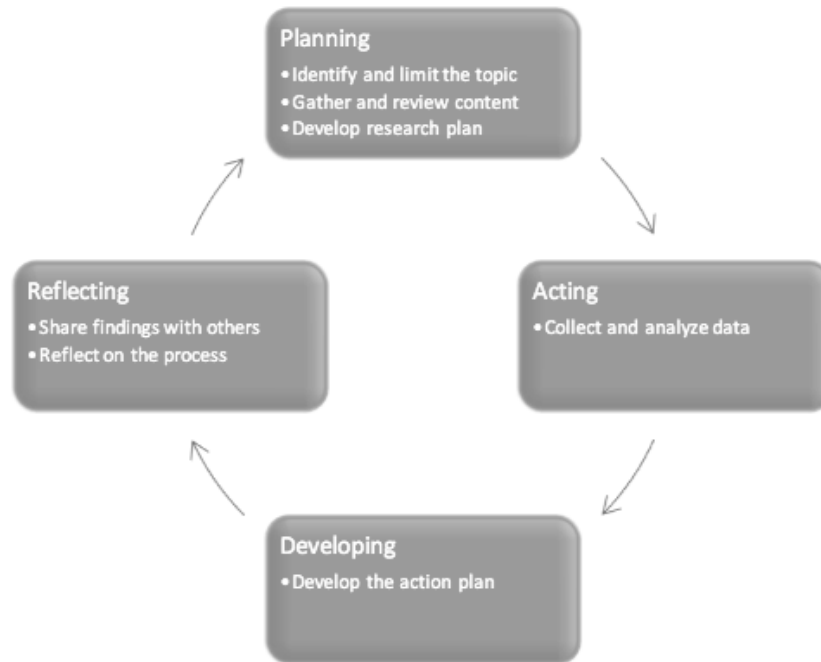 Planning
•Identify and limit the topic
•Gather and review content
•Develop research plan
Acting
•Collect and analyze data
Developing
•Develop the action plan
Reflecting
•Share findings with others
•Reflect on the process